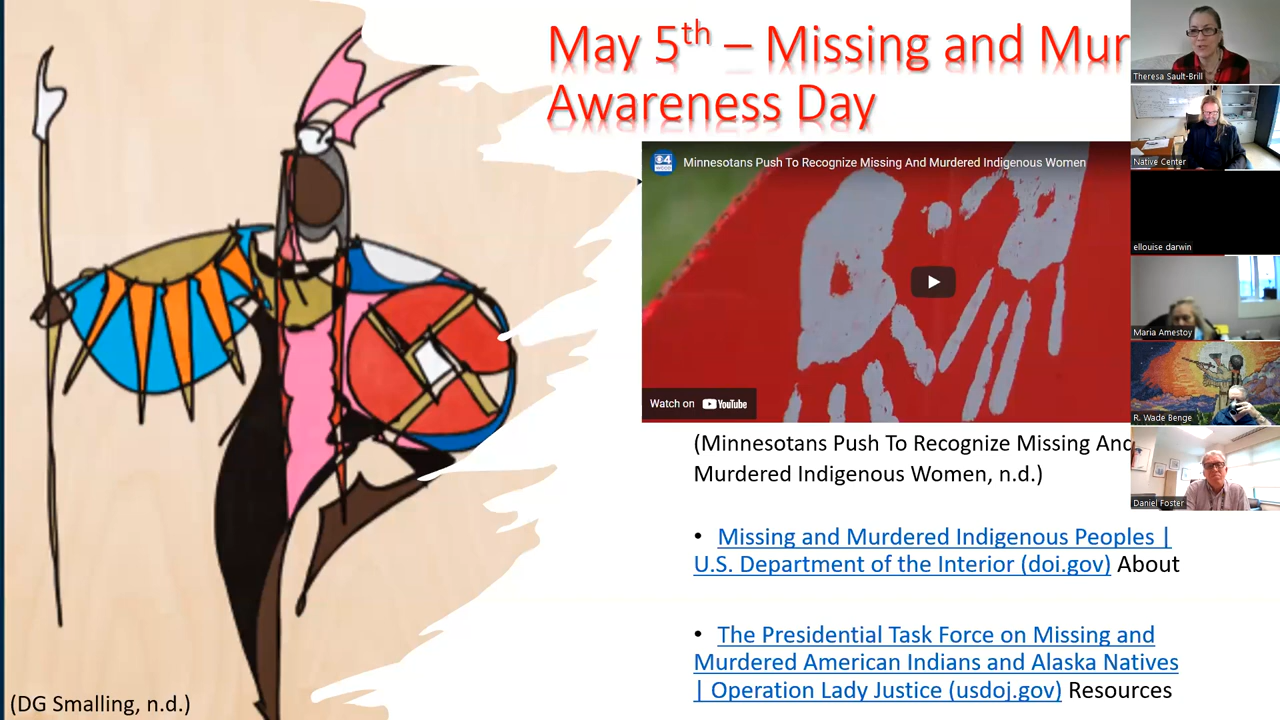 May 5th – Missing and Mur
Awareness Day
Minnesotans Push To Recognize Missing And Murdered Indigenous Women
Watch on YouTube
(Minnesotans Push To Recognize Missing And
Murdered Indigenous Women, n.d.)
• Missing and Murdered Indigenous Peoples |
U.S. Department of the Interior (doi.gov) About
• The Presidential Task Force on Missing and
Murdered American Indians and Alaska Natives
| Operation Lady Justice (usdoj.gov) Resources
(DG Smalling, n.d.)
Theresa Sault-Brill
Native Center
ellouise darwin
Maria Amestoy
R. Wade Benge
Daniel Foster